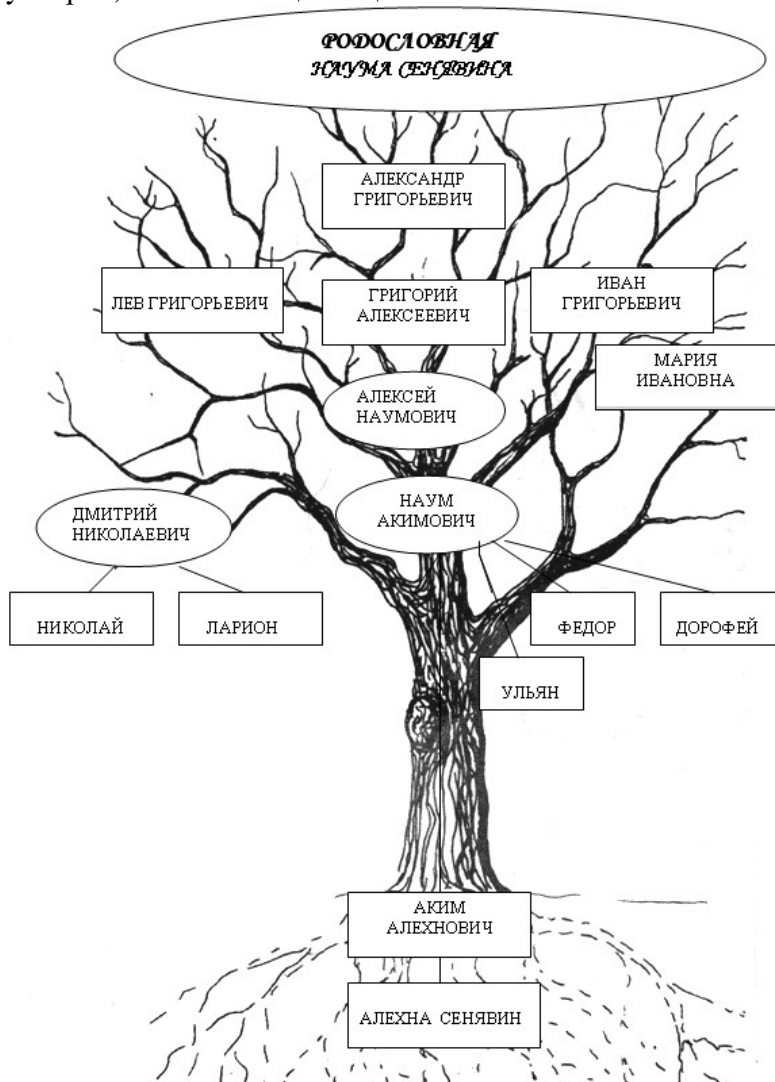 РОДОСЛОВНАЯ
НАУМА СЕНЯВИНА
АЛЕКСАНДР
ГРИГОРЬЕВИЧ
ЛЕВ ГРИГОРЬЕВИЧ
ГРИГОРИЙ
АЛЕКСЕЕВИЧ
ИВАН
ГРИГОРЬЕВИЧ
МАРИЯ
ИВАНОВНА
АЛЕКСЕЙ
НАУМОВИЧ
ДМИТРИЙ
НИКОЛАЕВИЧ
НАУМ
АКИМОВИЧ
НИКОЛАЙ
ЛАРИОН
ФЕДОР
ДОРОФЕЙ
УЛЬЯН
АКИМ
АЛЕХНОВИЧ
АЛЕХНА СЕНЯВИН